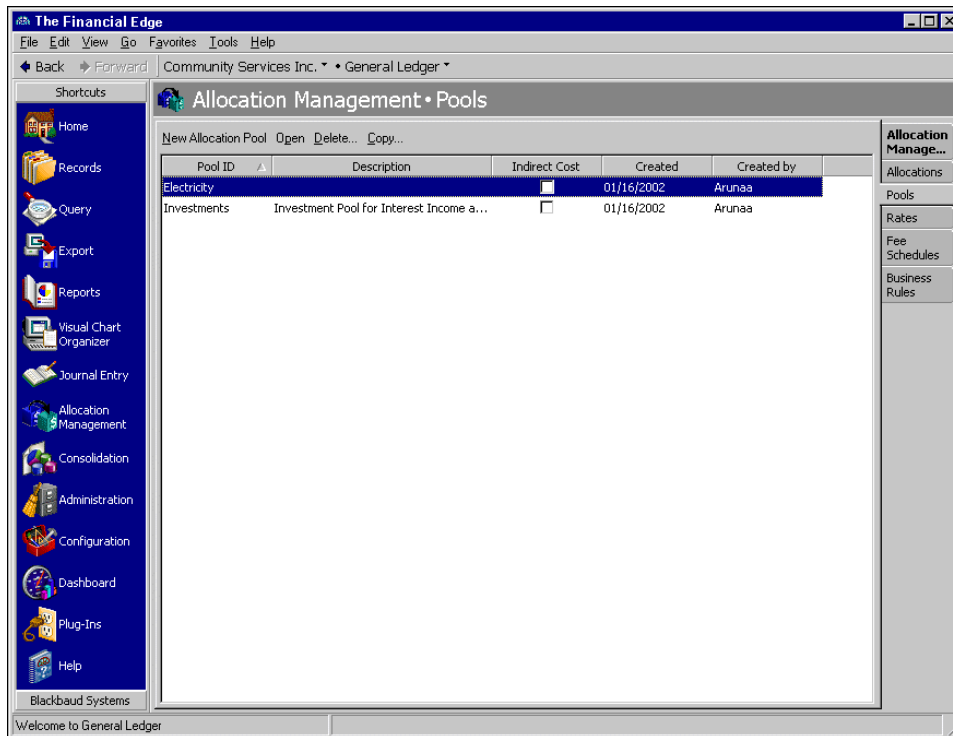 The Financial Edge
File Edit View Go Favorites Tools Help
Back Forward Community Services Inc. • General Ledger
Shortcuts
Home
Records
Query
Export
Reports
Visual Chart
Organizer
Journal Entry
Allocation
Management
Consolidation
Administration
Configuration
Dashboard
Plug-Ins
Help
Blackbaud Systems
Allocation Management • Pools
New Allocation Pool Open Delete... Copy...
Pool ID Description Indirect Cost Created Created by
Electricity 01/16/2002 Arunaa
Investments Investment Pool for Interest Income a... 01/16/2002 Arunaa
Allocation
Manage...
Allocations
Pools
Rates
Fee
Schedules
Business
Rules
Welcome to General Ledger